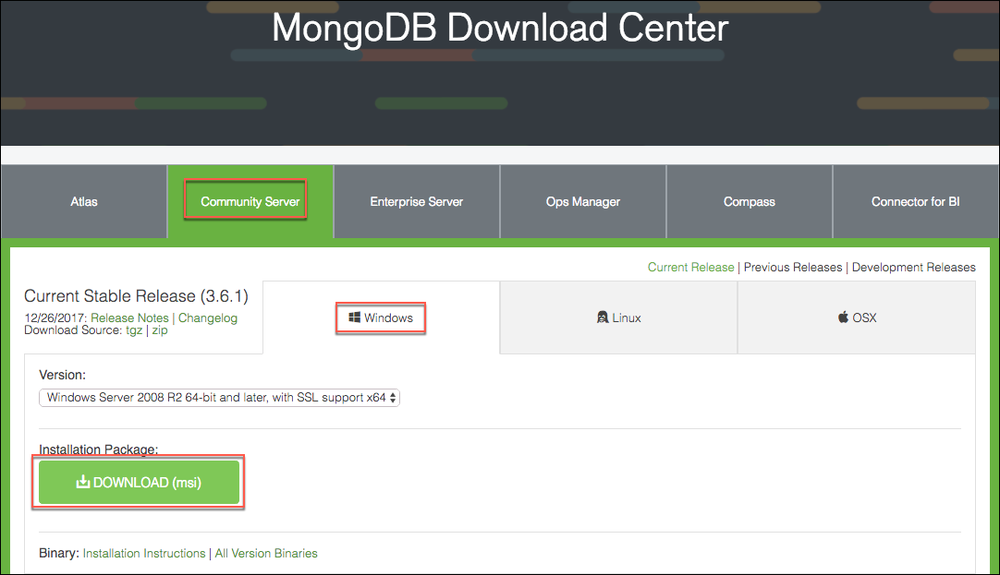 MongoDB Download Center
Atlas
Community Server
Enterprise Server
Ops Manager
Compass
Connector for BI
Current Release | Previous Releases | Development Releases
Current Stable Release (3.6.1)
12/26/2017: Release Notes | Changelog
Download Source: tgz | zip
Windows
Linux
OSX
Version:
Windows Server 2008 R2 64-bit and later, with SSL support x64
Installation Package:
DOWNLOAD (msi)
Binary: Installation Instructions | All Version Binaries